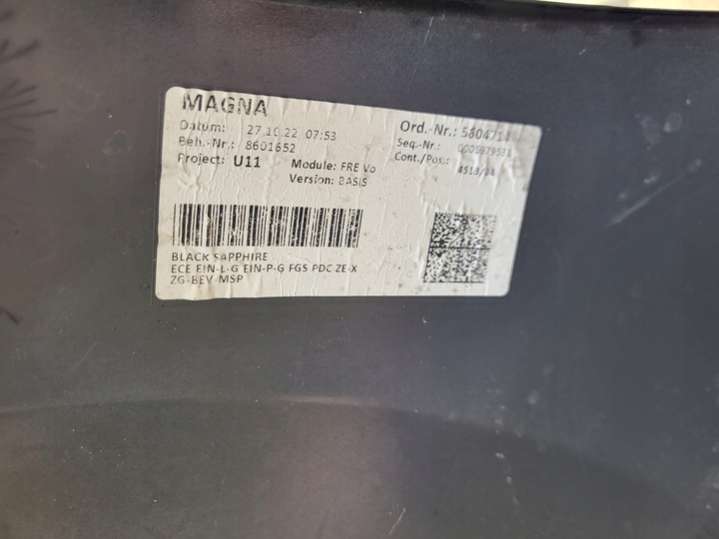 MAGNA
Datum: 27.10.22 07:53
Beh.-Nr.: 8601652
Project: U11
Module: FRE Vo
Version: BASIS
Ord.-Nr.:
Seq.-Nr.:
Cont./Pos.:
BLACK SAPPHIRE
ECE EIN-L-G EIN-P-G FGS PDC ZE-X
ZG-BEV-MSP